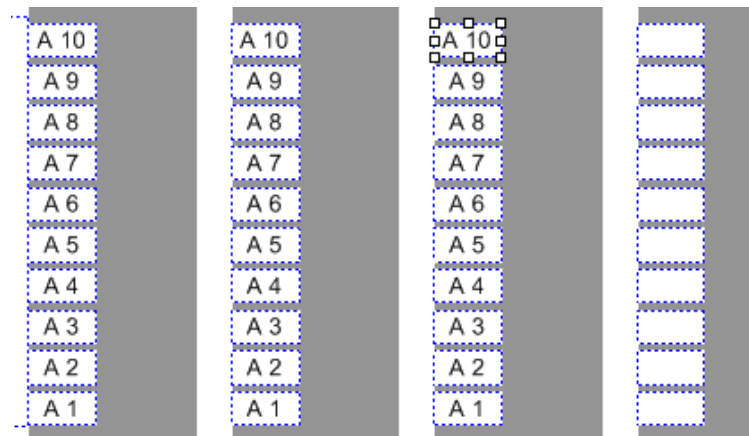 A 10 A 10 A 10
A 9 A 9 A 9
A 8 A 8 A 8
A 7 A 7 A 7
A 6 A 6 A 6
A 5 A 5 A 5
A 4 A 4 A 4
A 3 A 3 A 3
A 2 A 2 A 2
A 1 A 1 A 1